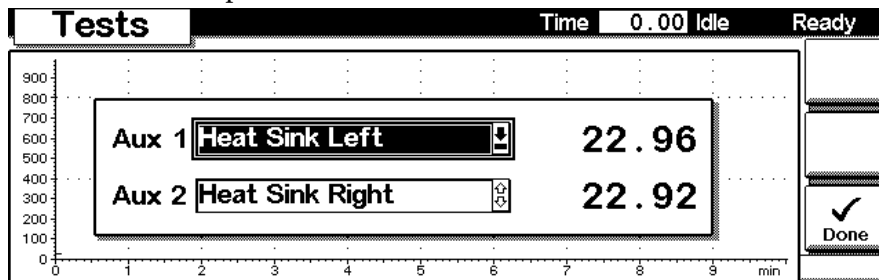 Tests Time 0.00 Idle Ready
900
800
700
600
500
400
300
200
100
0
Aux 1 Heat Sink Left 22.96
Aux 2 Heat Sink Right 22.92
Done
0 1 2 3 4 5 6 7 8 9 min